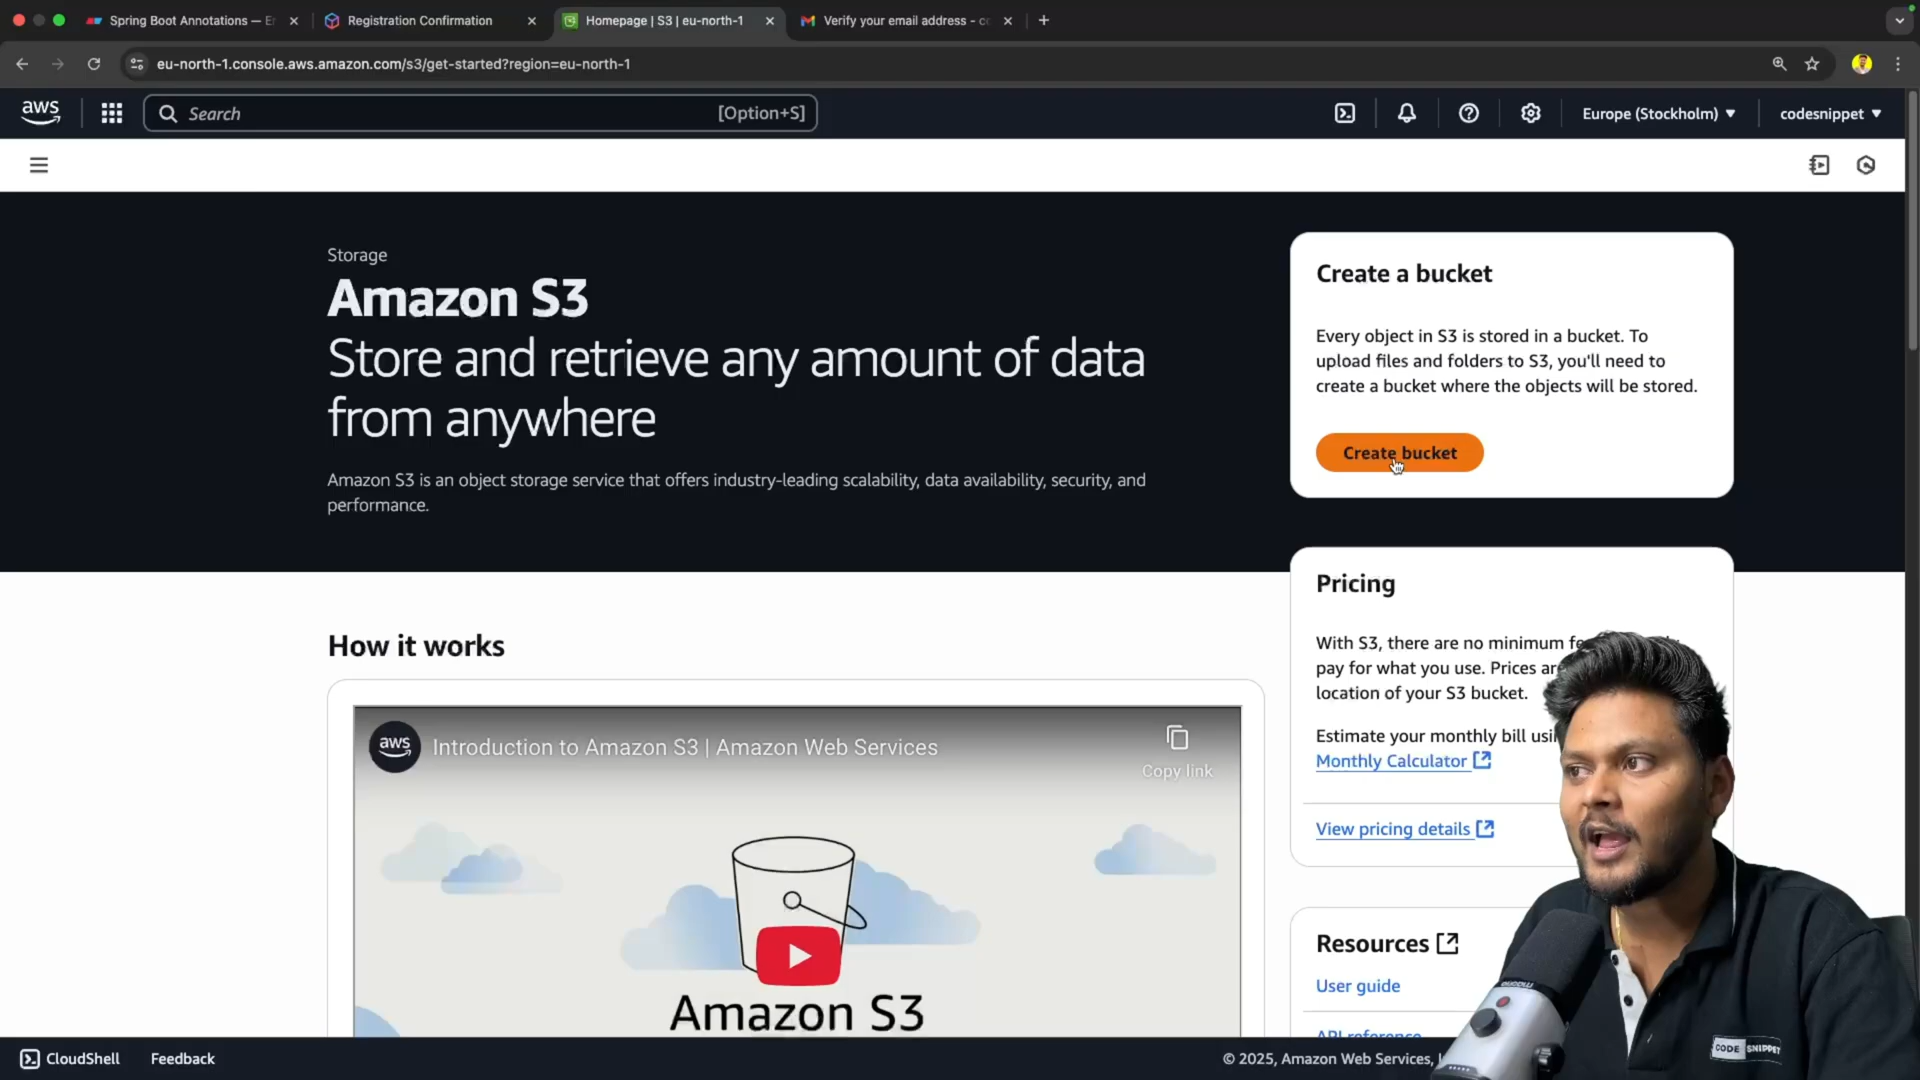 Spring Boot Annotations — E
Registration Confirmation
Homepage | S3 | eu-north-1
Verify your email address - c
eu-north-1.console.aws.amazon.com/s3/get-started?region=eu-north-1
aws
Search
[Option+S]
Europe (Stockholm)
codesnippet
Storage
Amazon S3
Store and retrieve any amount of data
from anywhere
Amazon S3 is an object storage service that offers industry-leading scalability, data availability, security, and
performance.
Create a bucket
Every object in S3 is stored in a bucket. To
upload files and folders to S3, you'll need to
create a bucket where the objects will be stored.
Create bucket
Pricing
With S3, there are no minimum
pay for what you use. Prices
location of your S3 bucket.
Estimate your monthly bill
Monthly Calculator
View pricing details
How it works
aws
Introduction to Amazon S3 | Amazon Web Services
Copy link
Amazon S3
Resources
User guide
API reference
CloudShell
Feedback
© 2025, Amazon Web Services,
CODE SNIPPET